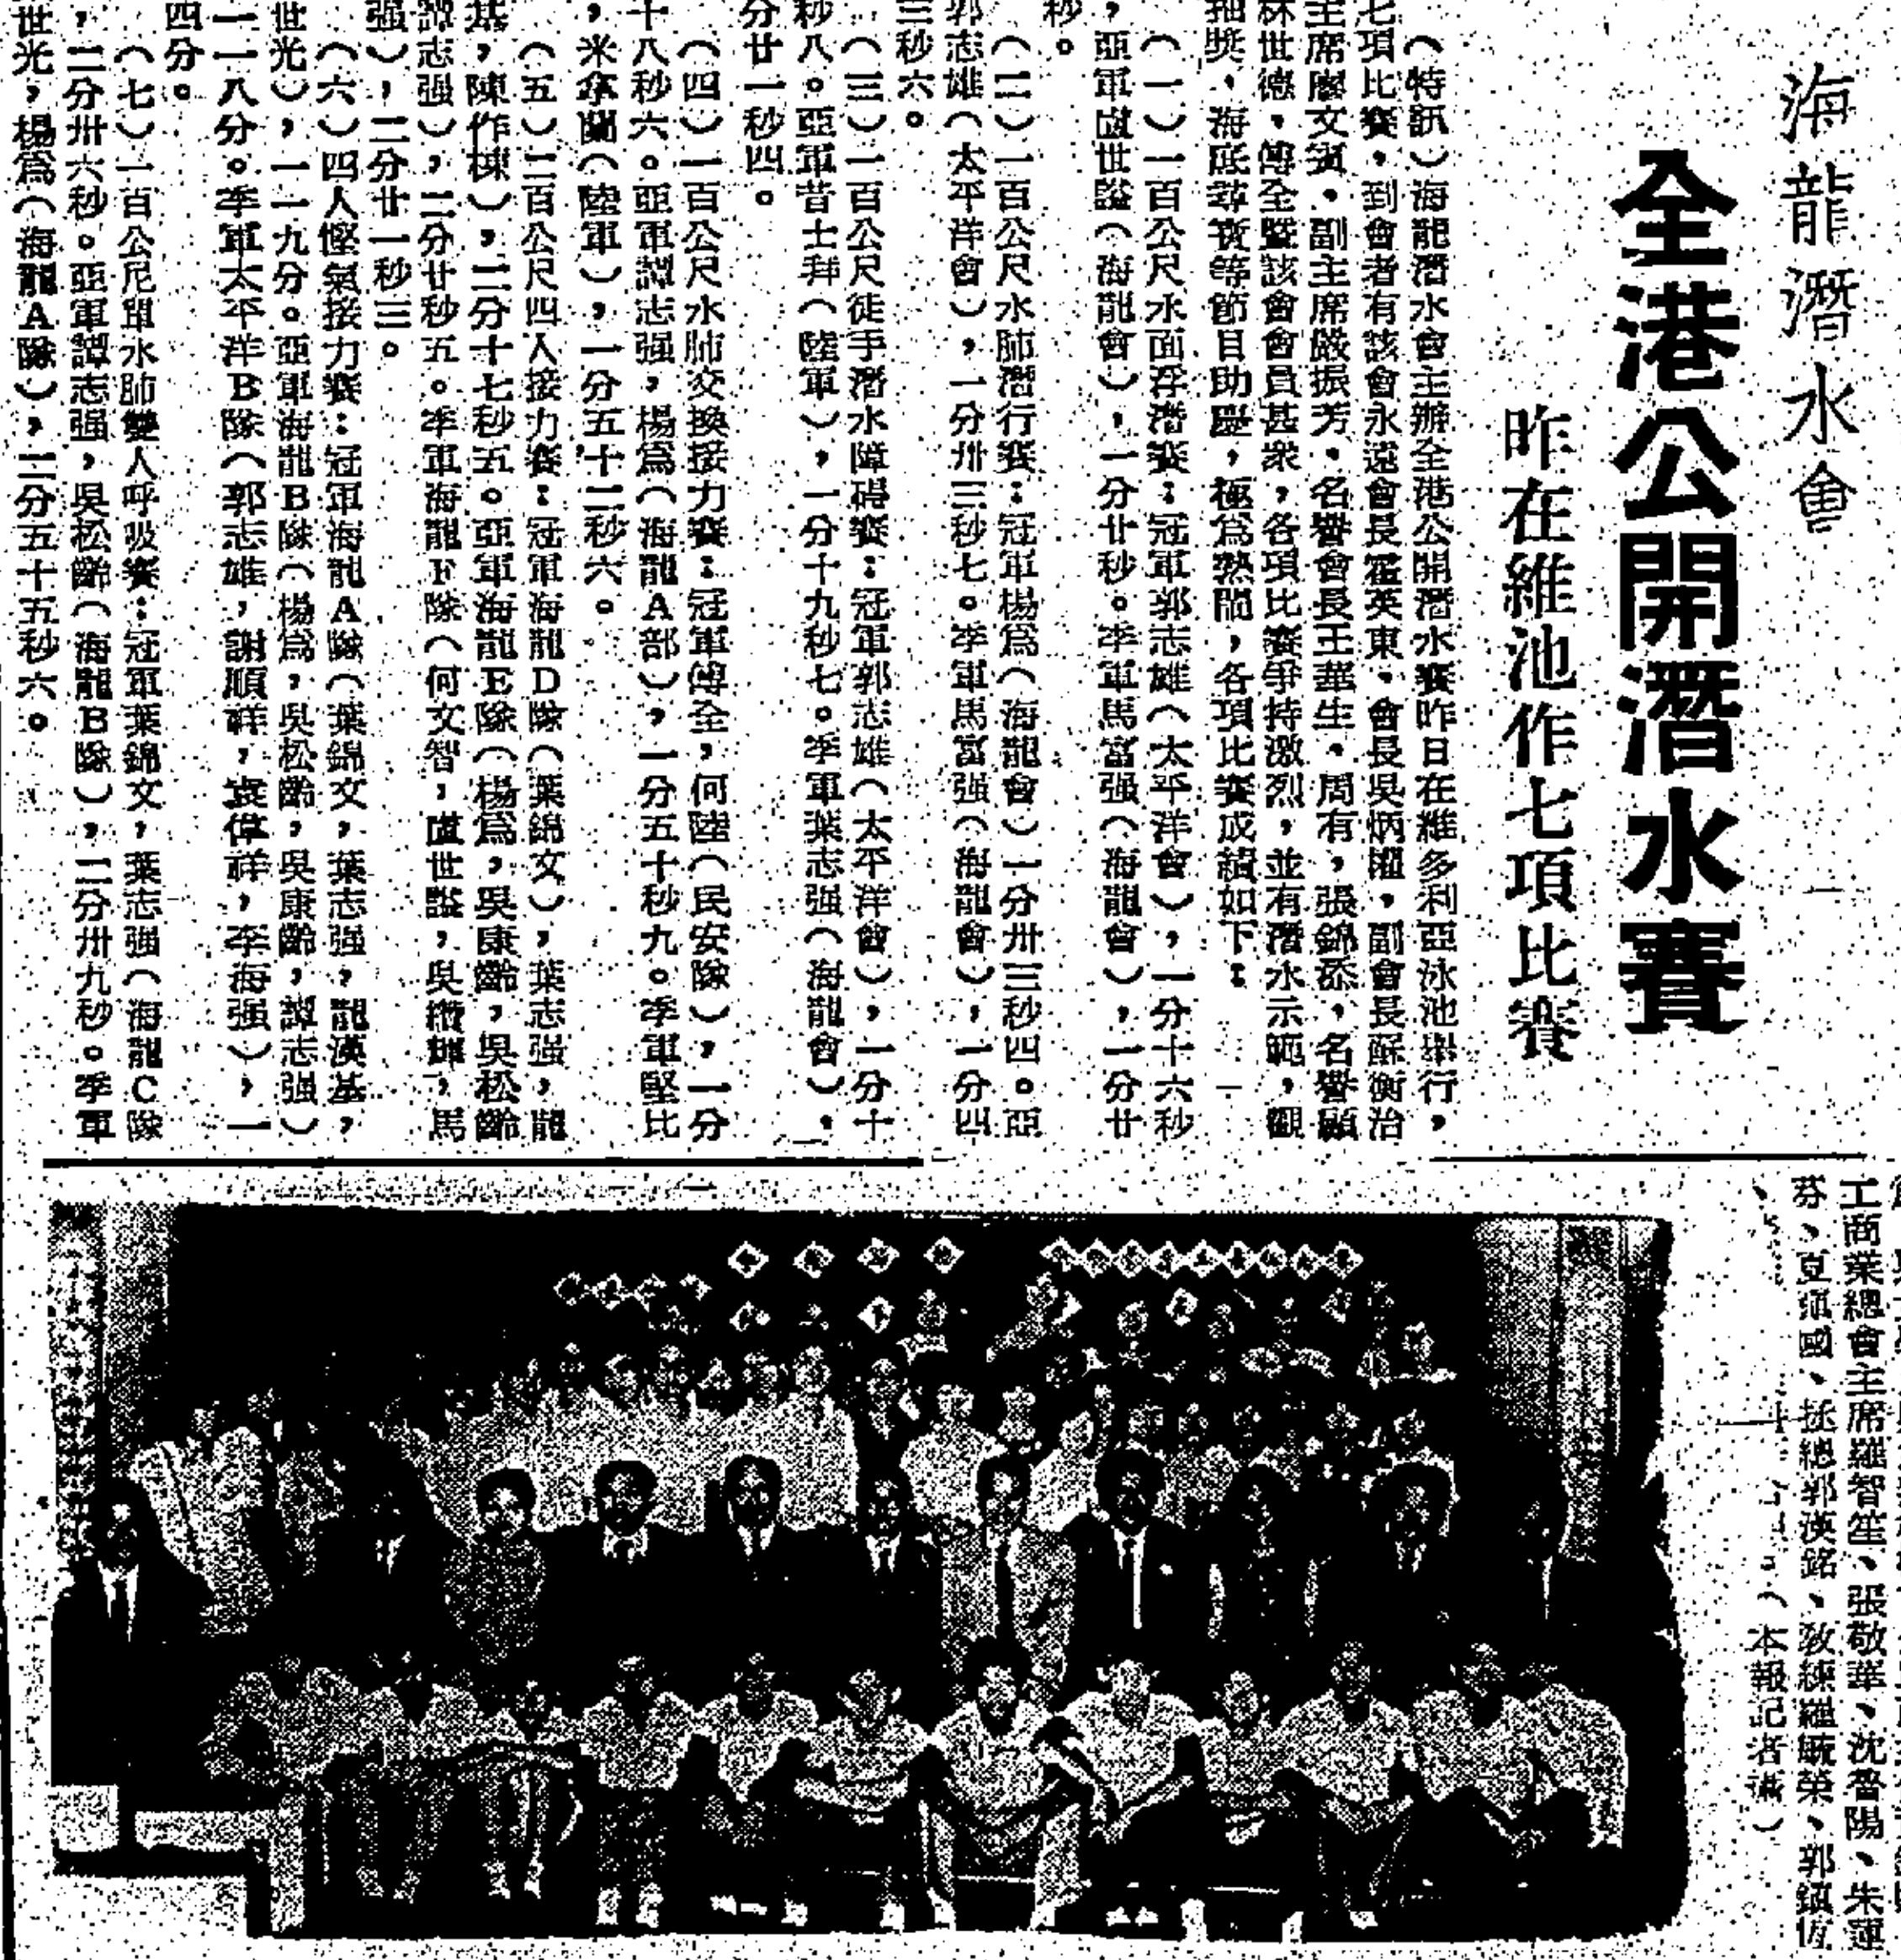 海龍潛水會
全港公開潛水賽
昨在維池作七項比賽
（特訊）海龍潛水會主辦全港公開潛水賽昨日在維多利亞泳池舉行，
七項比賽，到會者有該會永遠會長霍英東，會長吳炳
，副會長蘇衡治
主席廖文賓，副主席嚴振芳，名譽會長王華生，周有，張錦添，名譽顧
林世德，傅全暨該會會員甚衆，各項比賽爭持激烈，並有潛水示範，觀
抽獎，海底尋寶等節目助慶，極爲熱鬧，各項比賽成績如下：
（一）一百公尺水面浮潛賽：冠軍郭志雄（太平洋會），一分十六秒
，亞軍盧世謚（海龍會），一分廿秒。季軍馬富强（海龍會），一分廿
秒。
（二）一百公尺水肺潛行賽：冠軍楊爲（海龍會）一分卅三秒四。亞
郭志雄（太平洋會），一分卅三秒七。季軍馬富强（海龍會），一分四
三秒六。
（三）一百公尺徒手潛水障碍賽：冠軍郭志雄（太平洋會），一分十
秒八。亞軍昔士拜（陸軍），一分十九秒七。季軍葉志强（海龍會），
分廿一秒四。
（四）一百公尺水肺交換接力賽：冠軍傅全，何陸（民安隊），一分
十八秒六。亞軍譚志强，楊爲（海龍A部），一分五十秒九。季軍堅比
，米拿蘭（陸軍），一分五十二秒六。
（五）二百公尺四人接力賽：冠軍海龍D隊（葉錦文），葉志强，龍
基，陳作棟），二分十七秒五。亞軍海龍E隊（楊爲，吳康齡，吳松齡
譚志强），二分廿秒五。季軍海龍F隊（何文智，盧世謚，吳纘
，馬
强），二分廿一秒三。
（六）四人慳氣接力賽：冠軍海龍A隊（葉錦文，葉志强，龍漢基，
世光），一一九分。亞軍海龍B隊（楊爲，吳松齡，吳康齡，譚志强）
一一八分。季軍太平洋B隊（郭志雄，謝順祥，袁偉祥，李海强），一
四分。
（七）一百公尼單水肺雙人呼吸賽：冠軍葉錦文，葉志强（海龍C隊
，二分卅六秒。亞軍譚志强，吳松齡（海龍B隊），二分卅九秒。季軍
世光，楊爲（海龍A隊），二分五十五秒六。
工商業總會主席羅智笙、張敬華、沈普陽、朱運
芬、夏
國、拯總郭漢銘、敎練羅毓榮、郭鎮恆
（本報記者攝）